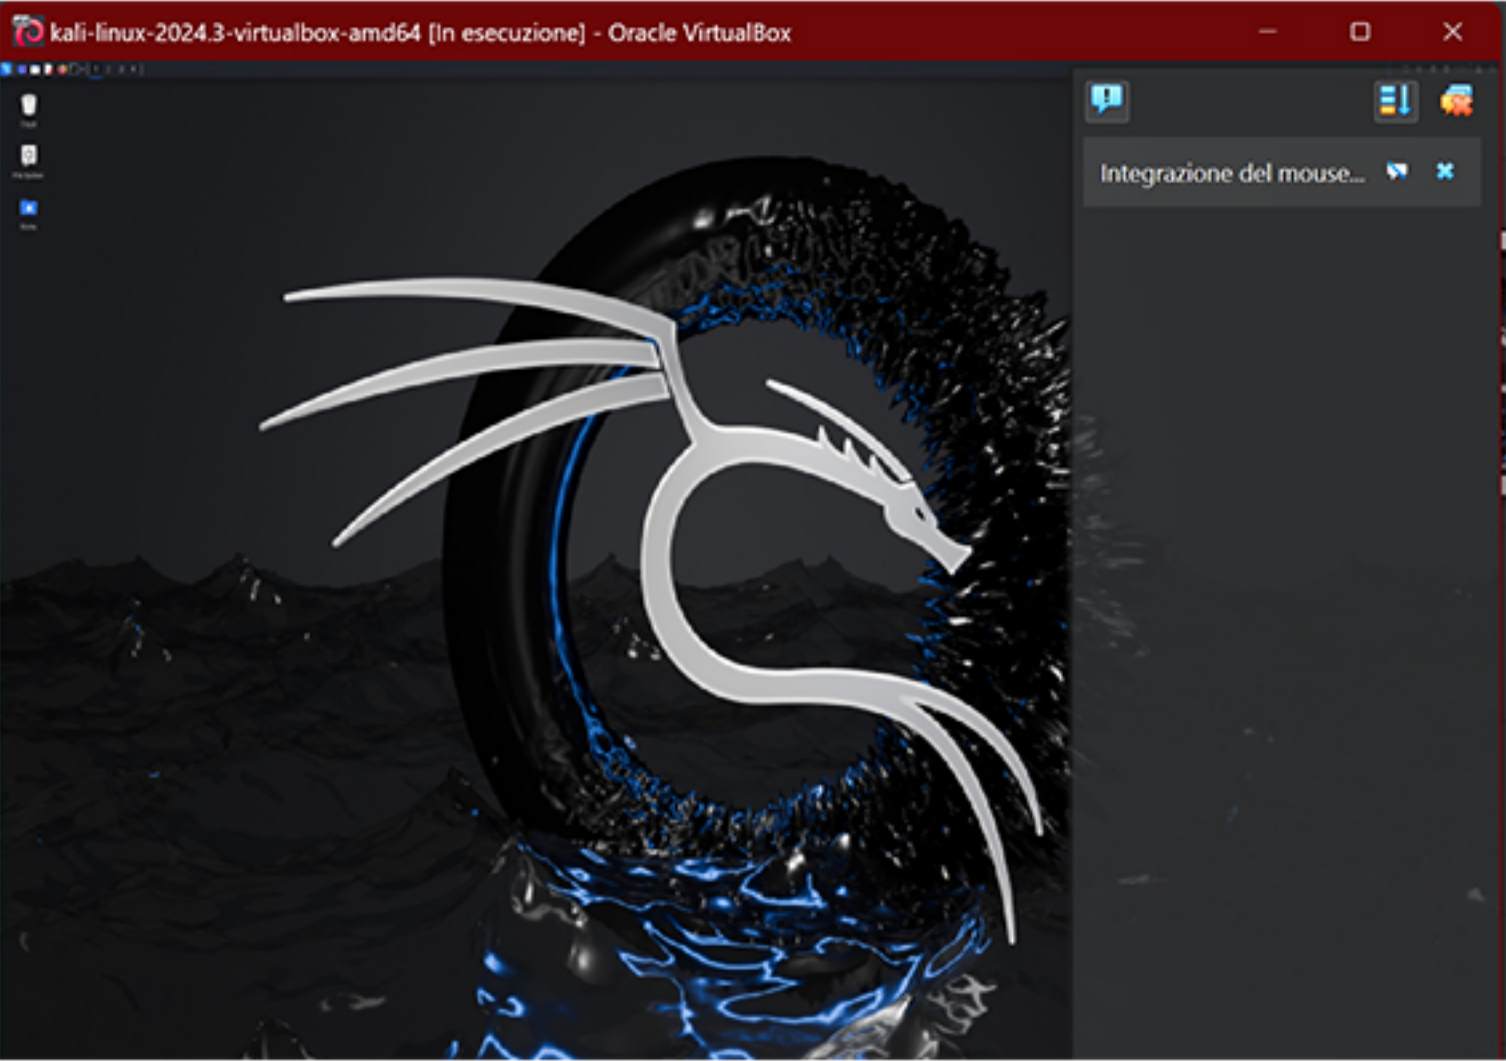 kali-linux-2024.3-virtualbox-amd64 [In esecuzione] - Oracle VirtualBox
Integrazione del mouse...